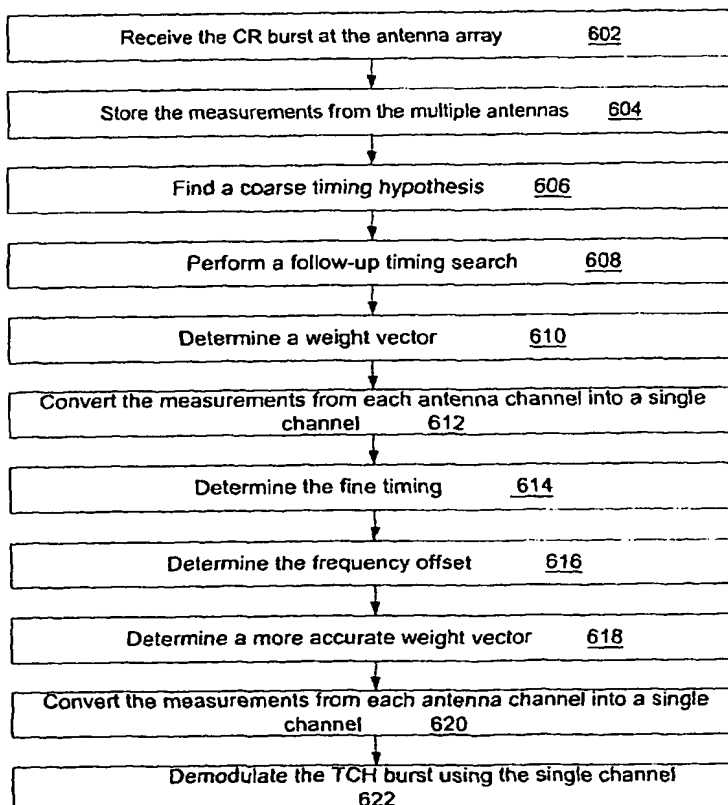 Receive the CR burst at the antenna array 602
Store the measurements from the multiple antennas 604
Find a coarse timing hypothesis 606
Perform a follow-up timing search 608
Determine a weight vector 610
Convert the measurements from each antenna channel into a single
channel 612
Determine the fine timing 614
Determine the frequency offset 616
Determine a more accurate weight vector 618
Convert the measurements from each antenna channel into a single
channel 620
Demodulate the TCH burst using the single channel
622